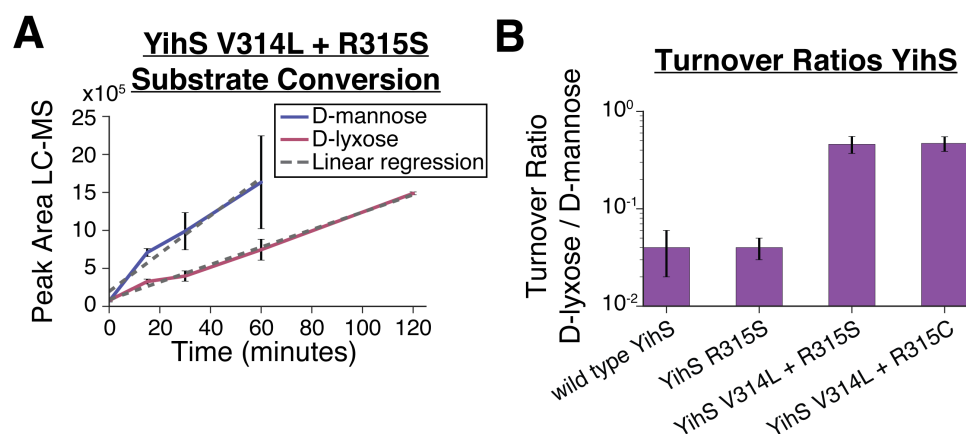 A
YihS V314L + R315S
Substrate Conversion
x10⁵
D-mannose
D-lyxose
Linear regression
Peak Area LC-MS
25
20
15
10
5
0
0 20 40 60 80 100 120
Time (minutes)
B
Turnover Ratios YihS
Turnover Ratio
D-lyxose / D-mannose
10⁰
10⁻¹
10⁻²
wild type YihS
YihS R315S
YihS V314L + R315S
YihS V314L + R315C